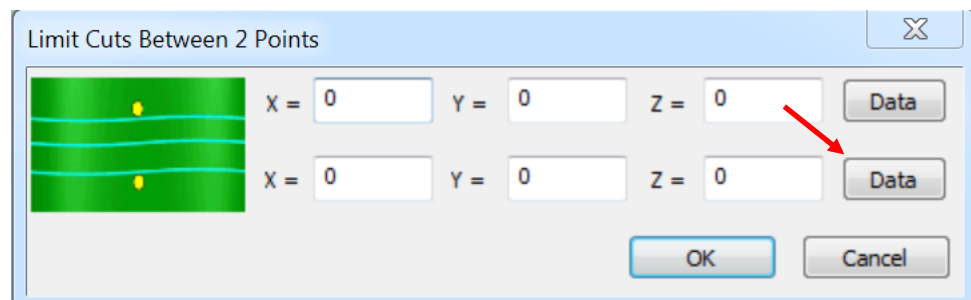 Limit Cuts Between 2 Points
X = 0 Y = 0 Z = 0 Data
X = 0 Y = 0 Z = 0 Data
OK Cancel